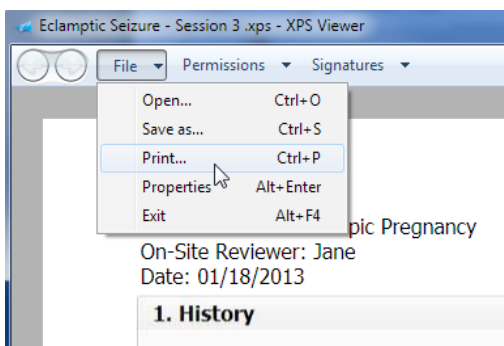 Eclamptic Seizure - Session 3 .xps - XPS Viewer
File Permissions Signatures
Open... Ctrl+O
Save as... Ctrl+S
Print... Ctrl+P
Properties Alt+Enter
Exit Alt+F4
Pregnancy
On-Site Reviewer: Jane
Date: 01/18/2013
1. History